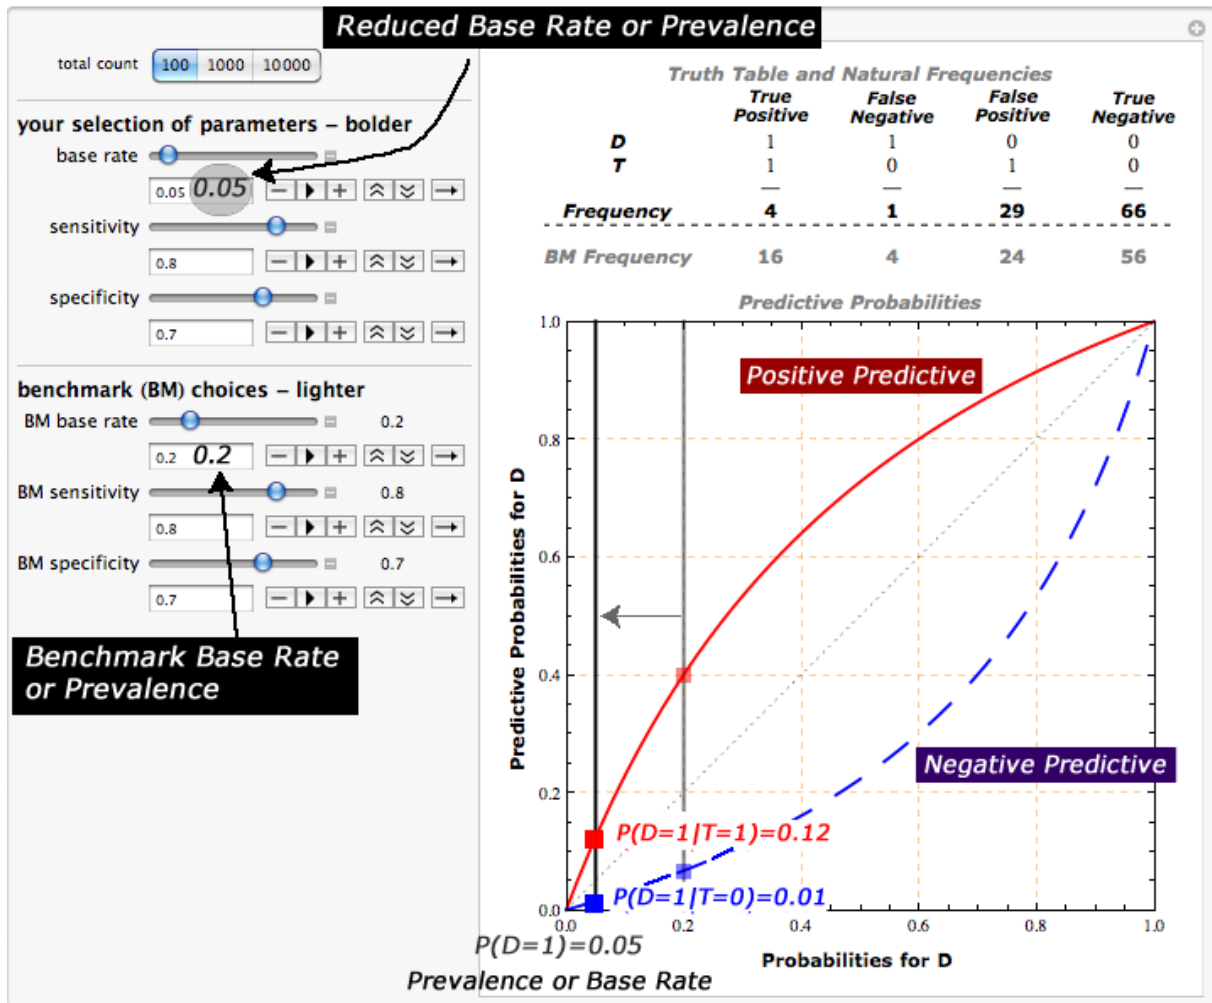 Reduced Base Rate or Prevalence
total count 100 1000 10000
your selection of parameters – bolder
base rate
0.05 0.05
sensitivity
0.8
specificity
0.7
benchmark (BM) choices – lighter
BM base rate 0.2
0.2 0.2
BM sensitivity 0.8
0.8
BM specificity 0.7
0.7
Benchmark Base Rate
or Prevalence
Truth Table and Natural Frequencies
True Positive False Negative False Positive True Negative
D 1 1 0 0
T 1 0 1 0
Frequency 4 1 29 66
BM Frequency 16 4 24 56
Predictive Probabilities
Positive Predictive
Negative Predictive
P(D=1|T=1)=0.12
P(D=1|T=0)=0.01
Predictive Probabilities for D
1.0
0.8
0.6
0.4
0.2
0.0
0.0 0.2 0.4 0.6 0.8 1.0
P(D=1)=0.05
Probabilities for D
Prevalence or Base Rate